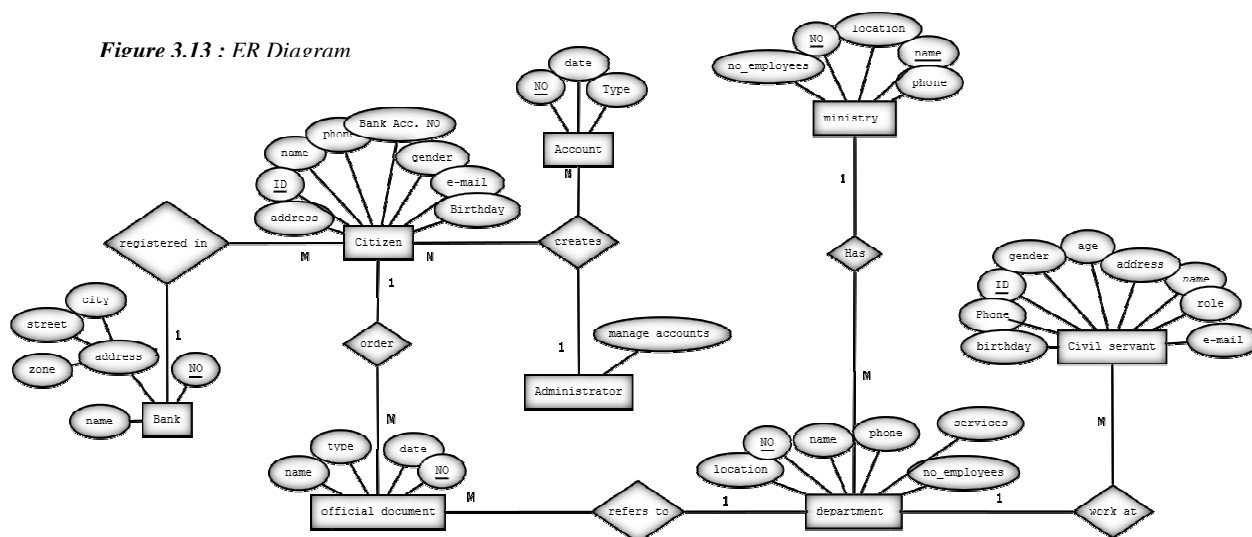 Figure 3.13 : ER Diagram
NO
date
Type
Account
M
NO
location
name
no_employees
phone
ministry
1
Bank Acc. NO
phone
name
gender
ID
e-mail
address
Birthday
Citizen
registered in
M
N
creates
1
1
Has
order
city
street
address
zone
NO
name
Bank
1
manage accounts
Administrator
M
M
gender
age
address
name
ID
role
Phone
birthday
e-mail
Civil servant
M
type
date
name
NO
official document
M
refers to
1
NO
name
phone
services
location
no_employees
department
1
work at